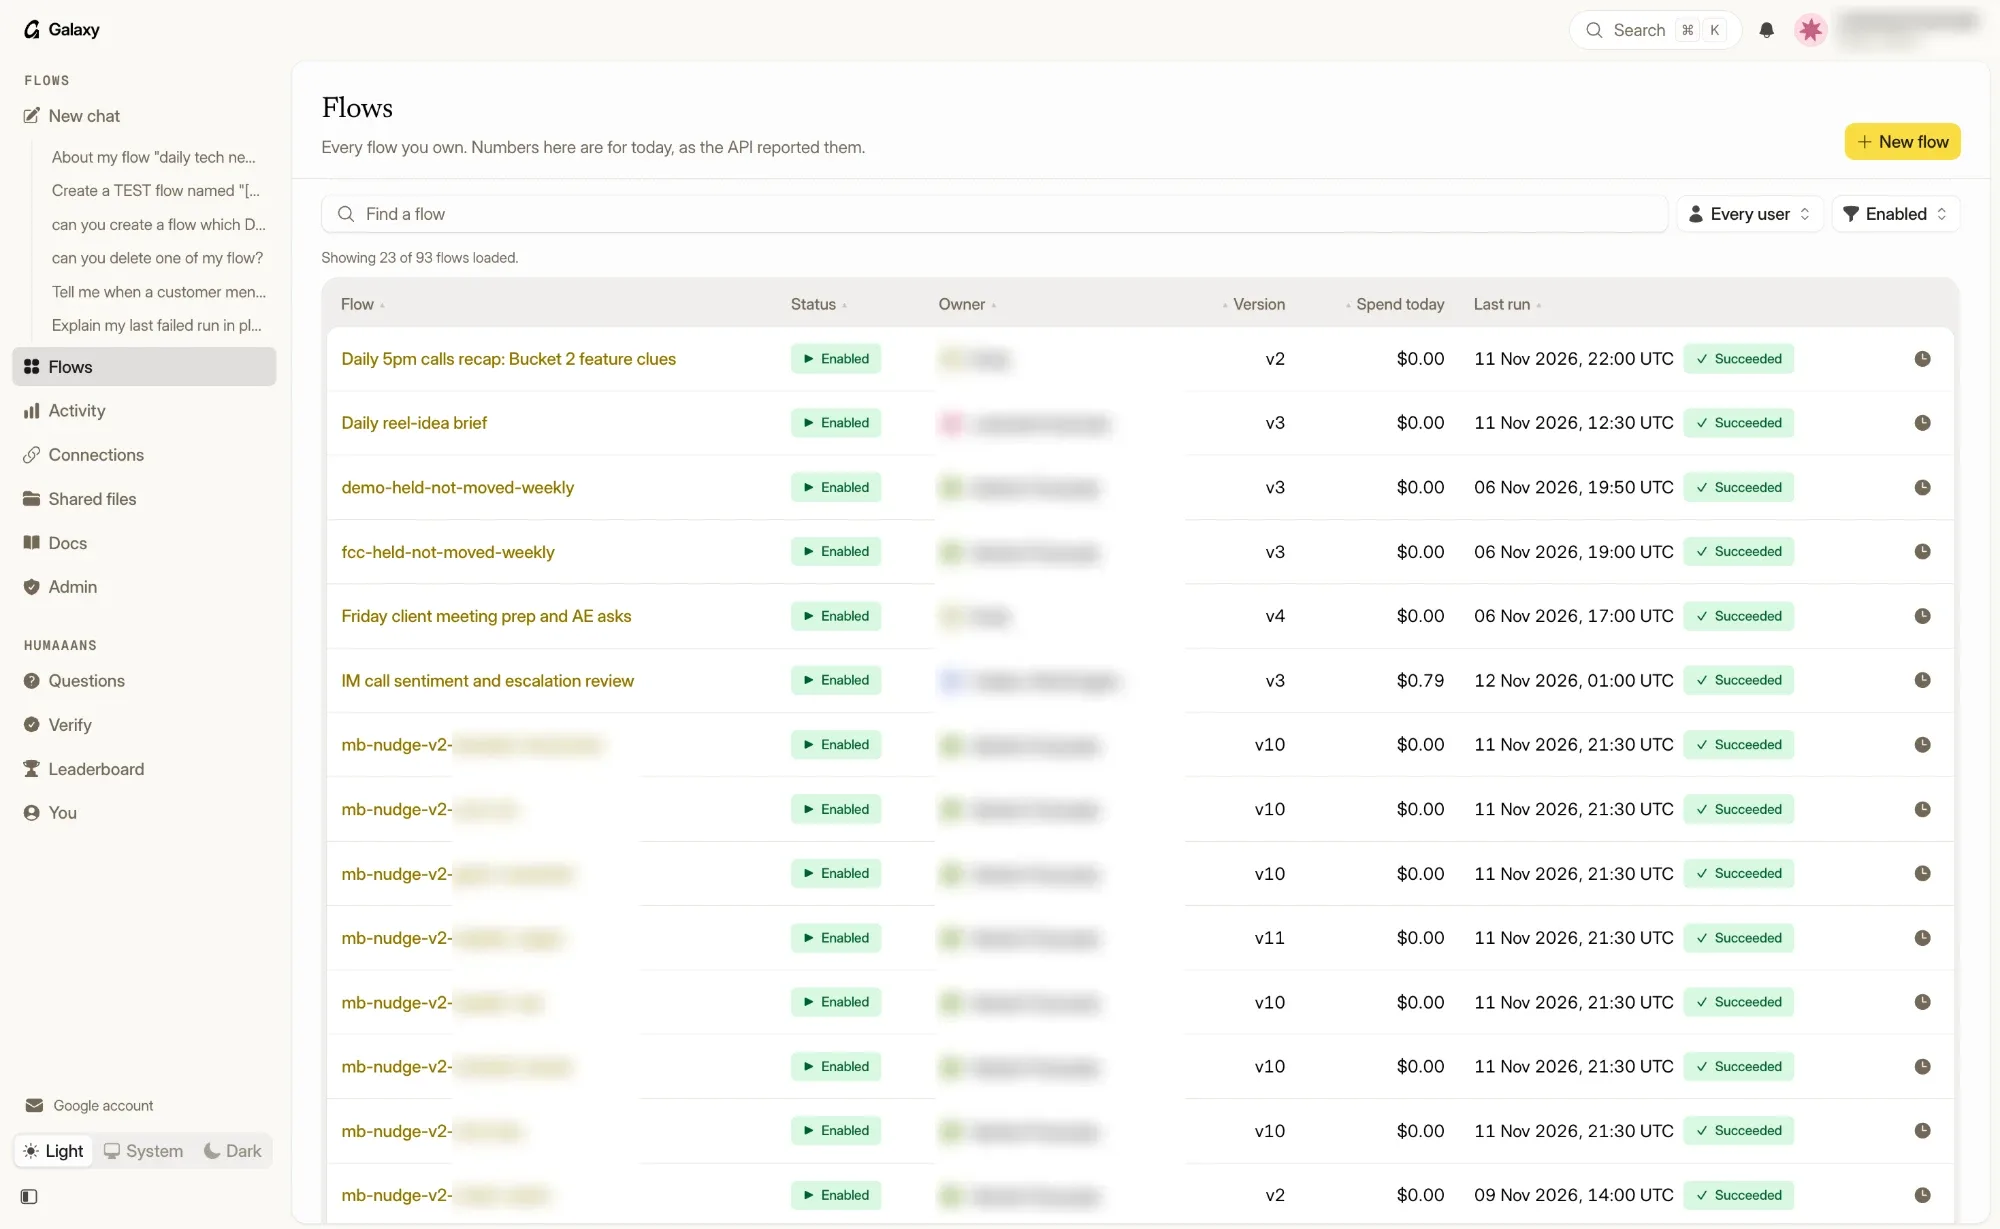 Galaxy
Search ⌘ K
FLOWS
New chat
About my flow "daily tech ne...
Create a TEST flow named "[...
can you create a flow which D...
can you delete one of my flow?
Tell me when a customer men...
Explain my last failed run in pl...
Flows
Activity
Connections
Shared files
Docs
Admin
HUMAAANS
Questions
Verify
Leaderboard
You
Google account
Light System Dark
Flows
Every flow you own. Numbers here are for today, as the API reported them.
+ New flow
Find a flow
Every user
Enabled
Showing 23 of 93 flows loaded.
Flow Status Owner Version Spend today Last run
Daily 5pm calls recap: Bucket 2 feature clues Enabled v2 $0.00 11 Nov 2026, 22:00 UTC Succeeded
Daily reel-idea brief Enabled v3 $0.00 11 Nov 2026, 12:30 UTC Succeeded
demo-held-not-moved-weekly Enabled v3 $0.00 06 Nov 2026, 19:50 UTC Succeeded
fcc-held-not-moved-weekly Enabled v3 $0.00 06 Nov 2026, 19:00 UTC Succeeded
Friday client meeting prep and AE asks Enabled v4 $0.00 06 Nov 2026, 17:00 UTC Succeeded
IM call sentiment and escalation review Enabled v3 $0.79 12 Nov 2026, 01:00 UTC Succeeded
mb-nudge-v2- Enabled v10 $0.00 11 Nov 2026, 21:30 UTC Succeeded
mb-nudge-v2- Enabled v10 $0.00 11 Nov 2026, 21:30 UTC Succeeded
mb-nudge-v2- Enabled v10 $0.00 11 Nov 2026, 21:30 UTC Succeeded
mb-nudge-v2- Enabled v11 $0.00 11 Nov 2026, 21:30 UTC Succeeded
mb-nudge-v2- Enabled v10 $0.00 11 Nov 2026, 21:30 UTC Succeeded
mb-nudge-v2- Enabled v10 $0.00 11 Nov 2026, 21:30 UTC Succeeded
mb-nudge-v2- Enabled v10 $0.00 11 Nov 2026, 21:30 UTC Succeeded
mb-nudge-v2- Enabled v2 $0.00 09 Nov 2026, 14:00 UTC Succeeded